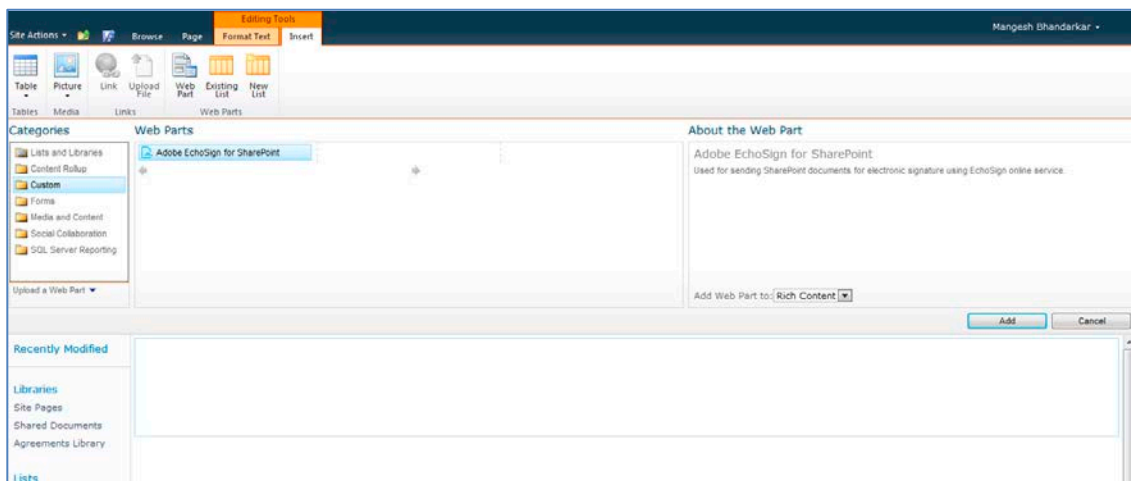 Editing Tools
Site Actions Browse Page Format Text Insert Mangesh Bhandarkar
Table Picture Link Upload File Web Part Existing List New List
Tables Media Links Web Parts
Categories
Lists and Libraries
Content Rollup
Custom
Forms
Media and Content
Social Collaboration
SQL Server Reporting
Upload a Web Part
Web Parts
Adobe EchoSign for SharePoint
About the Web Part
Adobe EchoSign for SharePoint
Used for sending SharePoint documents for electronic signature using EchoSign online service.
Add Web Part to: Rich Content
Add Cancel
Recently Modified
Libraries
Site Pages
Shared Documents
Agreements Library
Lists